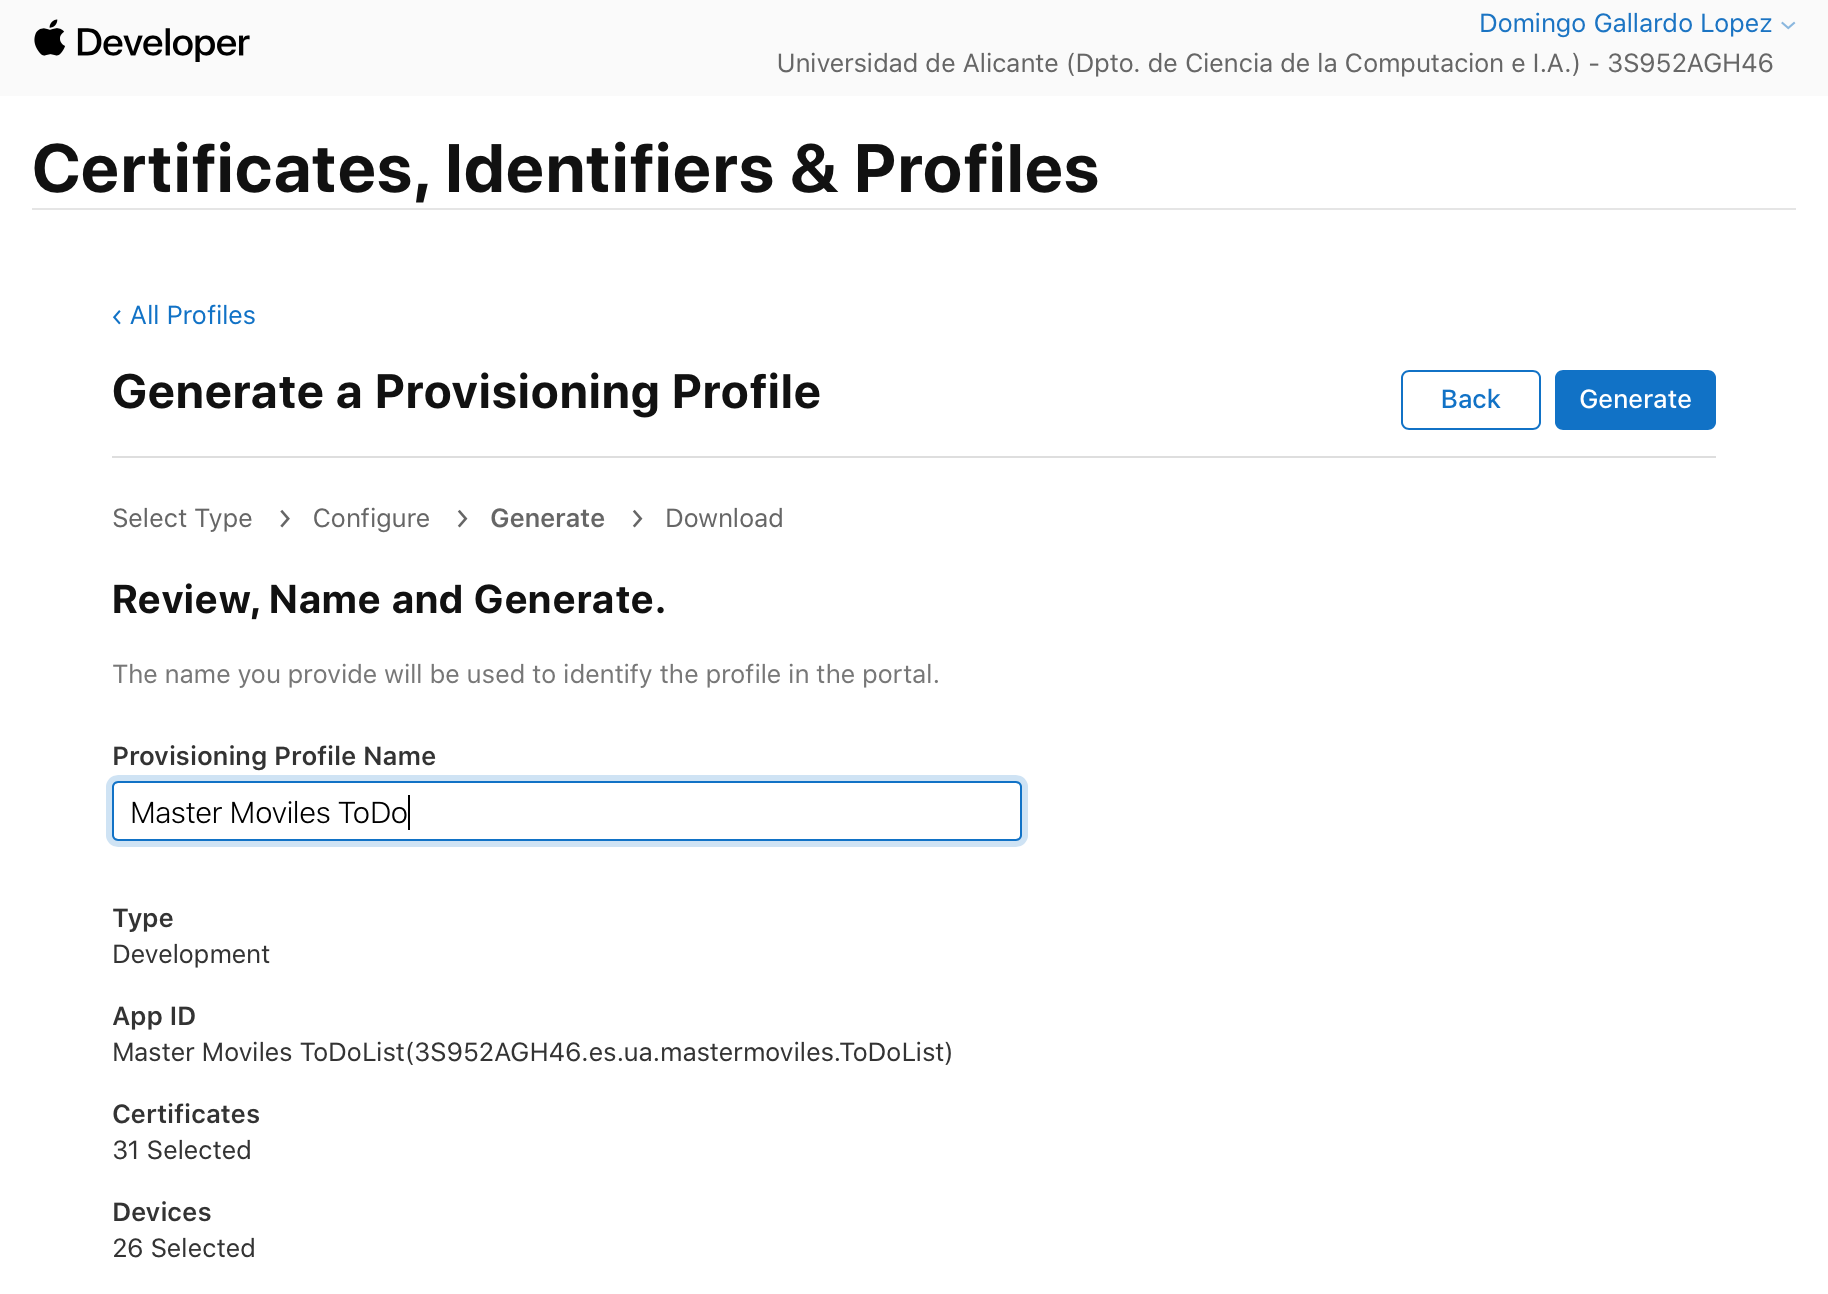 Developer
Domingo Gallardo Lopez
Universidad de Alicante (Dpto. de Ciencia de la Computacion e I.A.) - 3S952AGH46
Certificates, Identifiers & Profiles
‹ All Profiles
Generate a Provisioning Profile
Back
Generate
Select Type > Configure > Generate > Download
Review, Name and Generate.
The name you provide will be used to identify the profile in the portal.
Provisioning Profile Name
Master Moviles ToDo
Type
Development
App ID
Master Moviles ToDoList(3S952AGH46.es.ua.mastermoviles.ToDoList)
Certificates
31 Selected
Devices
26 Selected